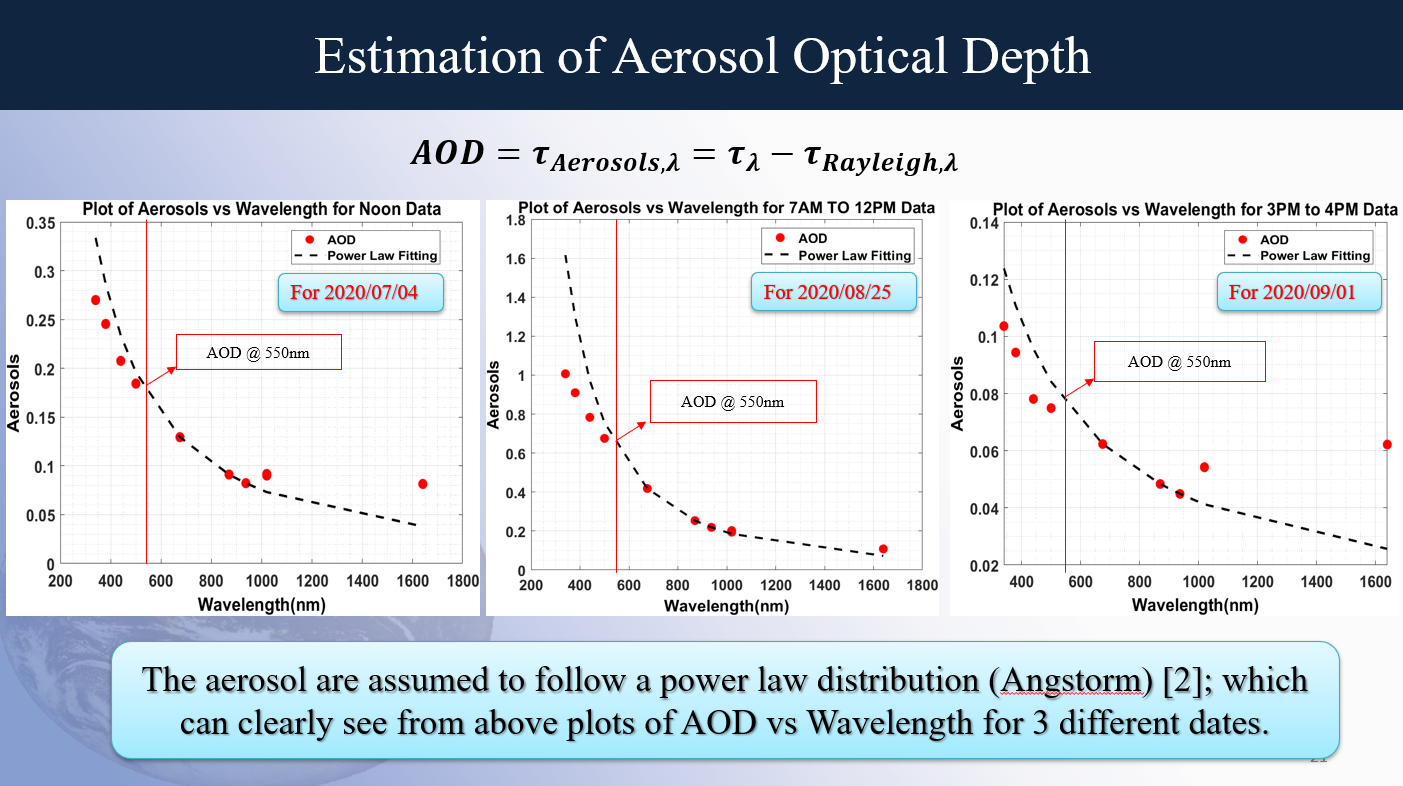 Estimation of Aerosol Optical Depth
AOD = τ_Aerosols,λ = τ_λ − τ_Rayleigh,λ
Plot of Aerosols vs Wavelength for Noon Data
0.35
0.3
0.25
0.2
0.15
0.1
0.05
0
Aerosols
AOD
Power Law Fitting
For 2020/07/04
AOD @ 550nm
200 400 600 800 1000 1200 1400 1600 1800
Wavelength(nm)
Plot of Aerosols vs Wavelength for 7AM TO 12PM Data
1.8
1.6
1.4
1.2
1
0.8
0.6
0.4
0.2
0
Aerosols
AOD
Power Law Fitting
For 2020/08/25
AOD @ 550nm
200 400 600 800 1000 1200 1400 1600 1800
Wavelength(nm)
Plot of Aerosols vs Wavelength for 3PM to 4PM Data
0.14
0.12
0.1
0.08
0.06
0.04
0.02
Aerosols
AOD
Power Law Fitting
For 2020/09/01
AOD @ 550nm
400 600 800 1000 1200 1400 1600
Wavelength(nm)
The aerosol are assumed to follow a power law distribution (Angstorm) [2]; which
can clearly see from above plots of AOD vs Wavelength for 3 different dates.